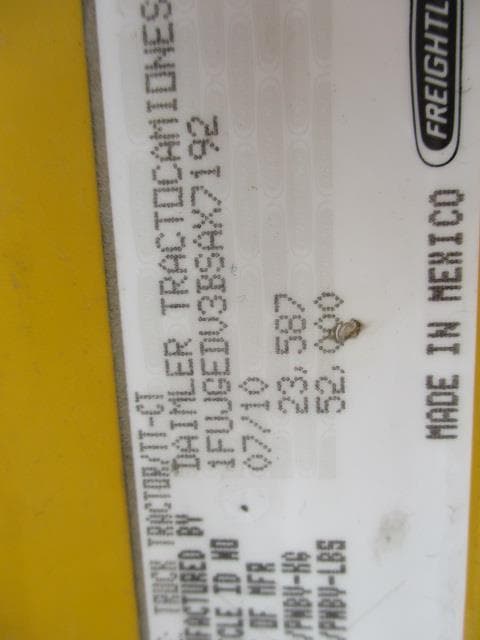 TRUCK TRACTOR/TT-CT
FACTURED BY DAIMLER TRACTOCAMIONES
CLE ID NO 1FUJGEDV3BSAX7192
OF MFR 07/10
/PNBV-KG 23,587
/PNBV-LBS 52,000
MADE IN MEXICO
FREIGHTL